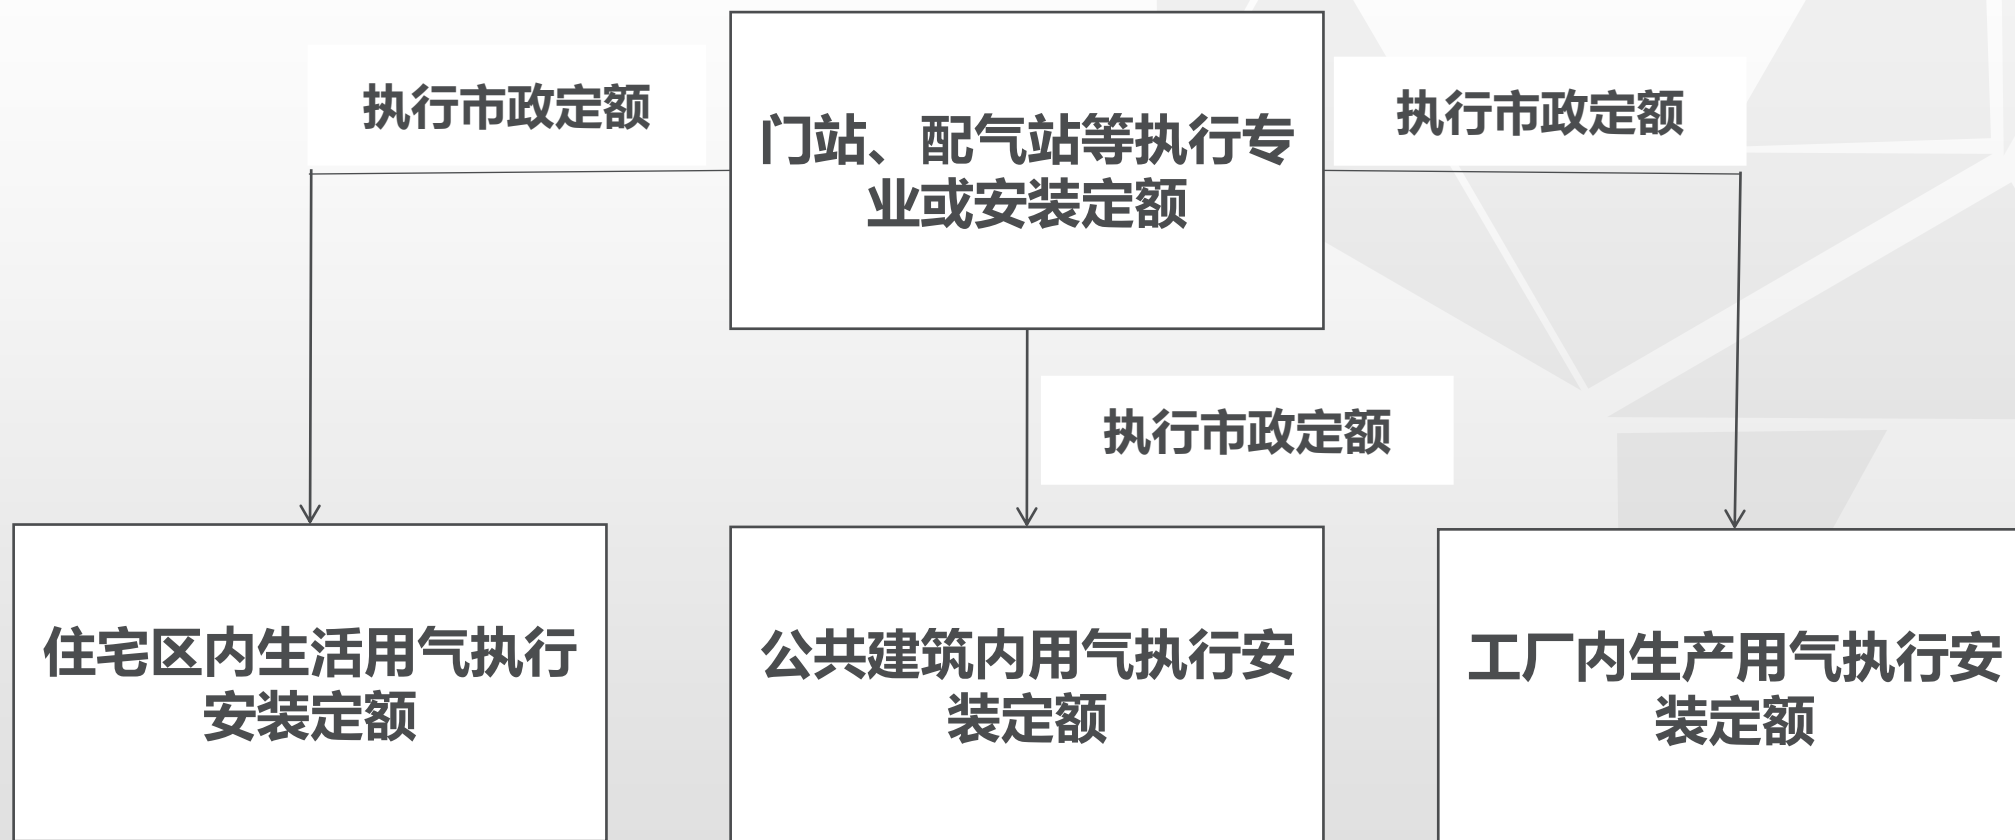 执行市政定额
门站、配气站等执行专
业或安装定额
执行市政定额
执行市政定额
住宅区内生活用气执行
安装定额
公共建筑内用气执行安
装定额
工厂内生产用气执行安
装定额